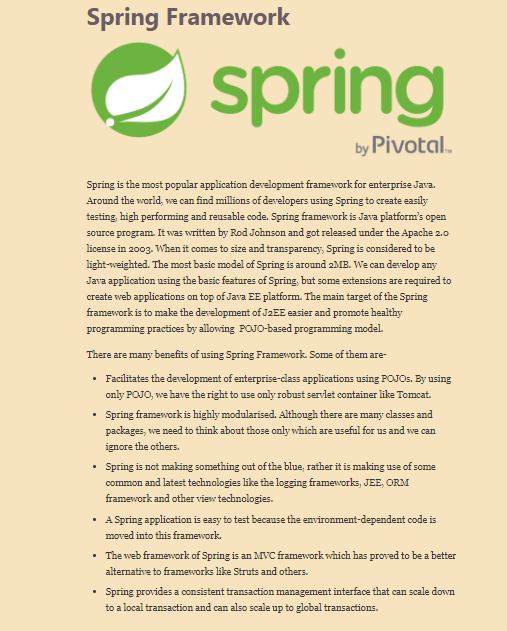 Spring Framework
spring
by Pivotal™
Spring is the most popular application development framework for enterprise Java.
Around the world, we can find millions of developers using Spring to create easily
testing, high performing and reusable code. Spring framework is Java platform's open
source program. It was written by Rod Johnson and got released under the Apache 2.0
license in 2003. When it comes to size and transparency, Spring is considered to be
light-weighted. The most basic model of Spring is around 2MB. We can develop any
Java application using the basic features of Spring, but some extensions are required to
create web applications on top of Java EE platform. The main target of the Spring
framework is to make the development of J2EE easier and promote healthy
programming practices by allowing  POJO-based programming model.
There are many benefits of using Spring Framework. Some of them are-
• Facilitates the development of enterprise-class applications using POJOs. By using
only POJO, we have the right to use only robust servlet container like Tomcat.
• Spring framework is highly modularised. Although there are many classes and
packages, we need to think about those only which are useful for us and we can
ignore the others.
• Spring is not making something out of the blue, rather it is making use of some
common and latest technologies like the logging frameworks, JEE, ORM
framework and other view technologies.
• A Spring application is easy to test because the environment-dependent code is
moved into this framework.
• The web framework of Spring is an MVC framework which has proved to be a better
alternative to frameworks like Struts and others.
• Spring provides a consistent transaction management interface that can scale down
to a local transaction and can also scale up to global transactions.